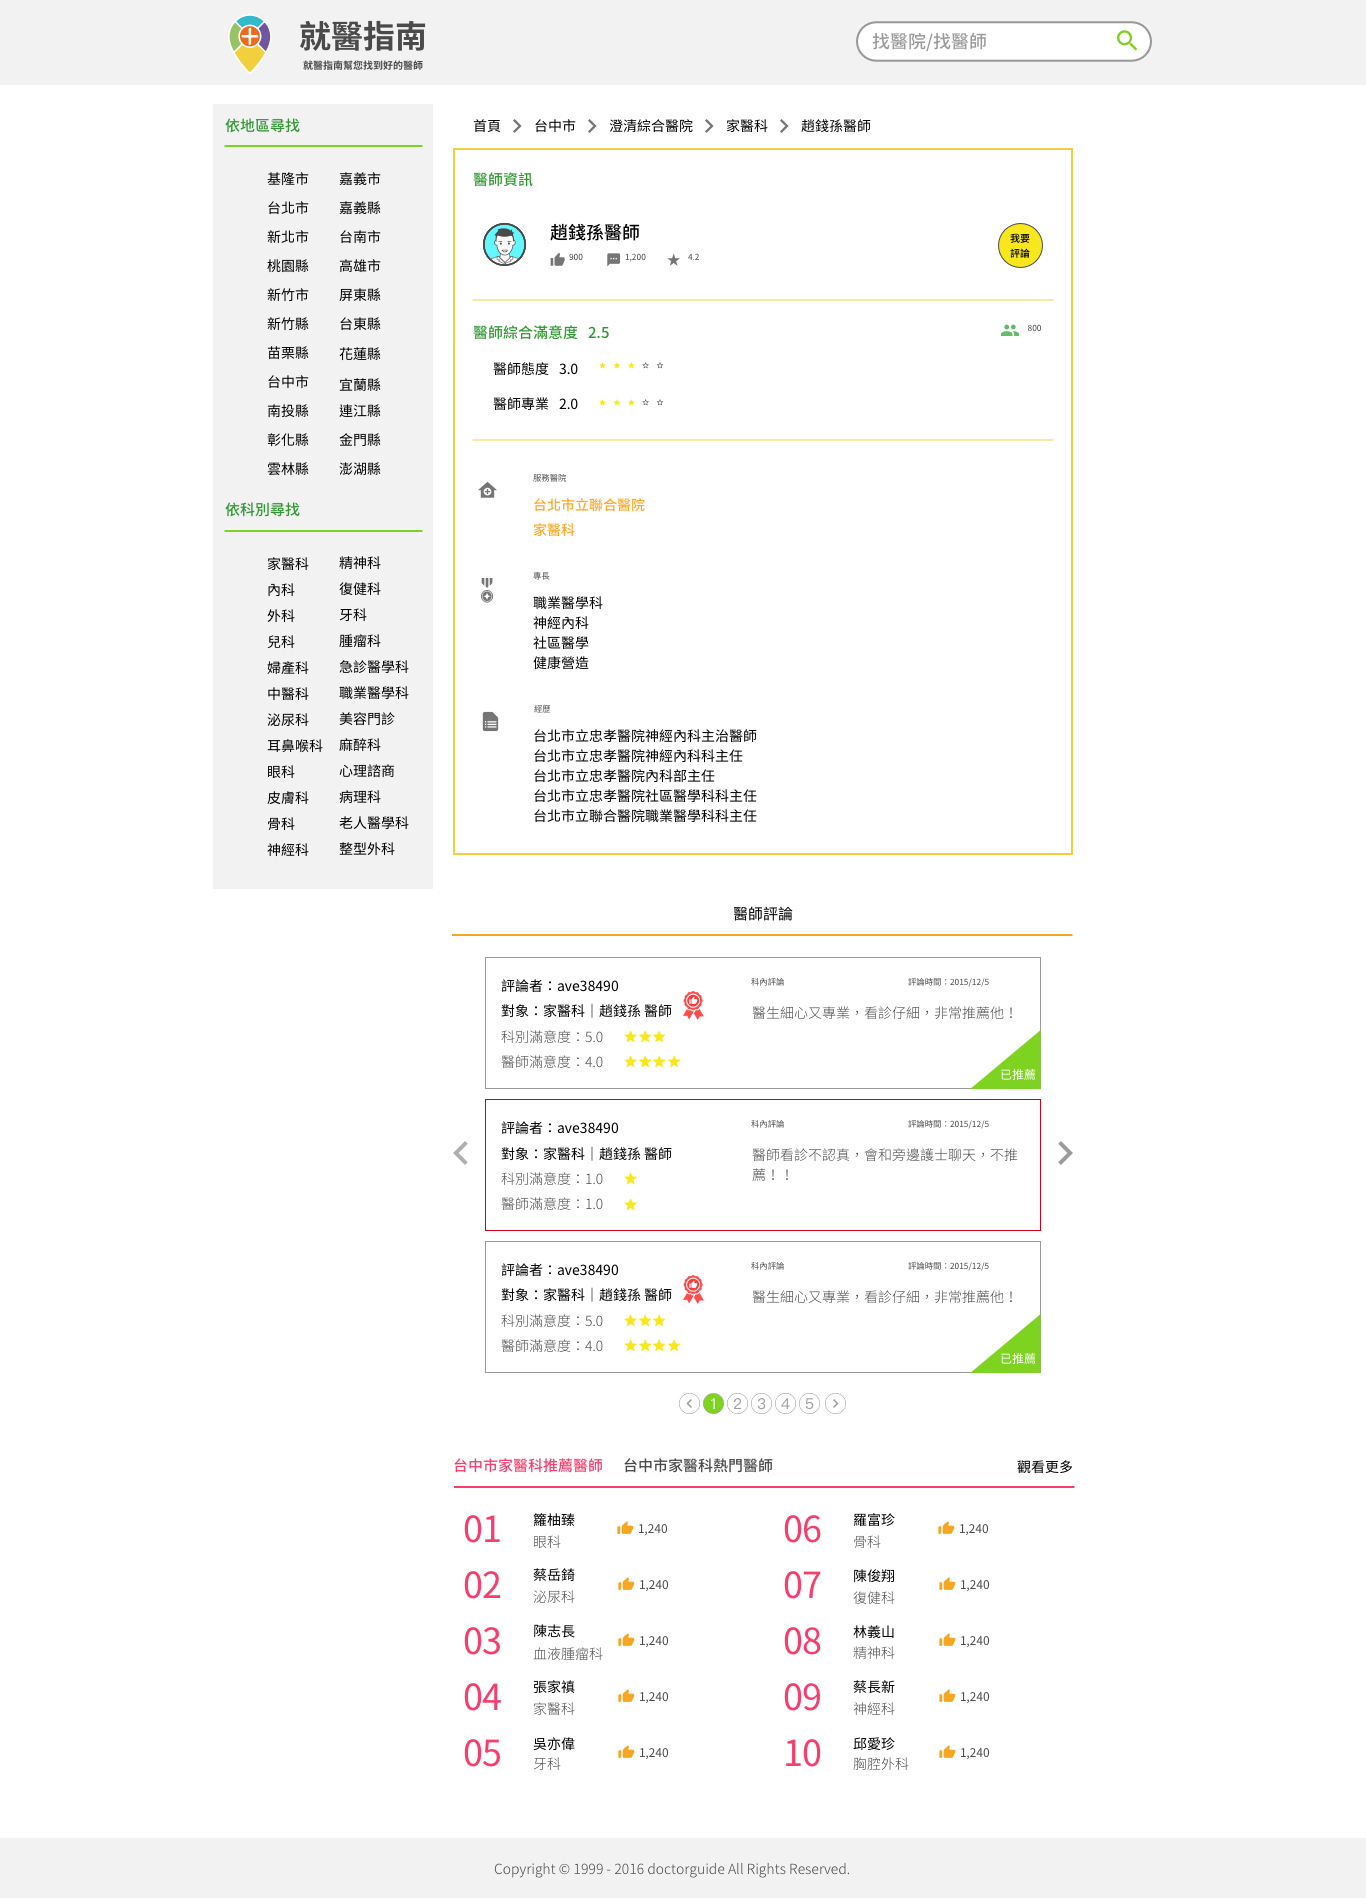 就醫指南
就醫指南幫您找到好的醫師
找醫院/找醫師
依地區尋找
基隆市 嘉義市
台北市 嘉義縣
新北市 台南市
桃園縣 高雄市
新竹市 屏東縣
新竹縣 台東縣
苗栗縣 花蓮縣
台中市 宜蘭縣
南投縣 連江縣
彰化縣 金門縣
雲林縣 澎湖縣
依科別尋找
家醫科 精神科
內科 復健科
外科 牙科
兒科 腫瘤科
婦產科 急診醫學科
中醫科 職業醫學科
泌尿科 美容門診
耳鼻喉科 麻醉科
眼科 心理諮商
皮膚科 病理科
骨科 老人醫學科
神經科 整型外科
首頁 台中市 澄清綜合醫院 家醫科 趙錢孫醫師
醫師資訊
趙錢孫醫師
900 1,200 4.2
我要
評論
醫師綜合滿意度 2.5
800
醫師態度 3.0
醫師專業 2.0
服務醫院
台北市立聯合醫院
家醫科
專長
職業醫學科
神經內科
社區醫學
健康營造
經歷
台北市立忠孝醫院神經內科主治醫師
台北市立忠孝醫院神經內科科主任
台北市立忠孝醫院內科部主任
台北市立忠孝醫院社區醫學科科主任
台北市立聯合醫院職業醫學科科主任
醫師評論
評論者：ave38490
對象：家醫科｜趙錢孫 醫師
科別滿意度：5.0
醫師滿意度：4.0
科內評論 評論時間：2015/12/5
醫生細心又專業，看診仔細，非常推薦他！
已推薦
評論者：ave38490
對象：家醫科｜趙錢孫 醫師
科別滿意度：1.0
醫師滿意度：1.0
科內評論 評論時間：2015/12/5
醫師看診不認真，會和旁邊護士聊天，不推
薦！！
評論者：ave38490
對象：家醫科｜趙錢孫 醫師
科別滿意度：5.0
醫師滿意度：4.0
科內評論 評論時間：2015/12/5
醫生細心又專業，看診仔細，非常推薦他！
已推薦
1 2 3 4 5
台中市家醫科推薦醫師 台中市家醫科熱門醫師 觀看更多
01 籮柚臻 1,240
眼科
02 蔡岳錡 1,240
泌尿科
03 陳志長 1,240
血液腫瘤科
04 張家禛 1,240
家醫科
05 吳亦偉 1,240
牙科
06 羅富珍 1,240
骨科
07 陳俊翔 1,240
復健科
08 林義山 1,240
精神科
09 蔡長新 1,240
神經科
10 邱愛珍 1,240
胸腔外科
Copyright © 1999 - 2016 doctorguide All Rights Reserved.